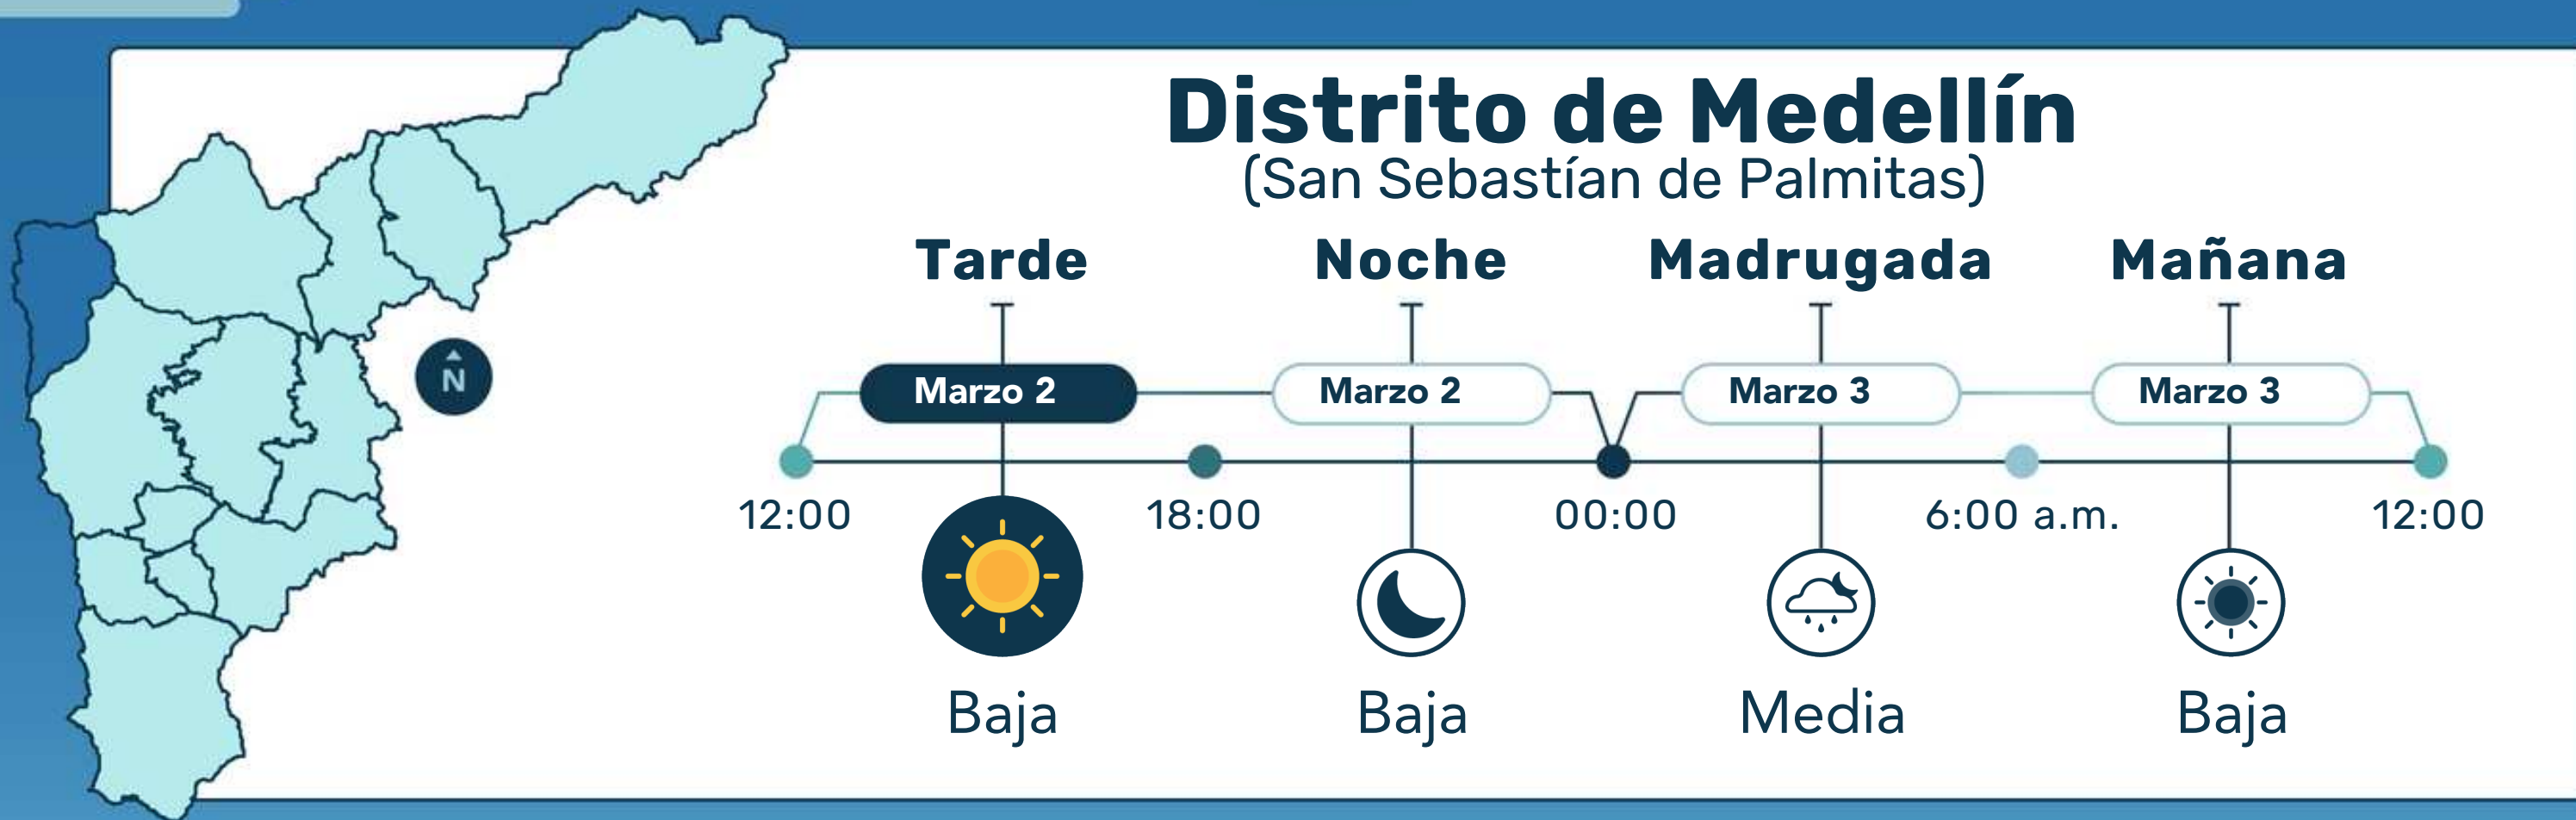 Distrito de Medellín
(San Sebastían de Palmitas)
Tarde Noche Madrugada Mañana
N
Marzo 2 Marzo 2 Marzo 3 Marzo 3
12:00 18:00 00:00 6:00 a.m. 12:00
Baja Baja Media Baja